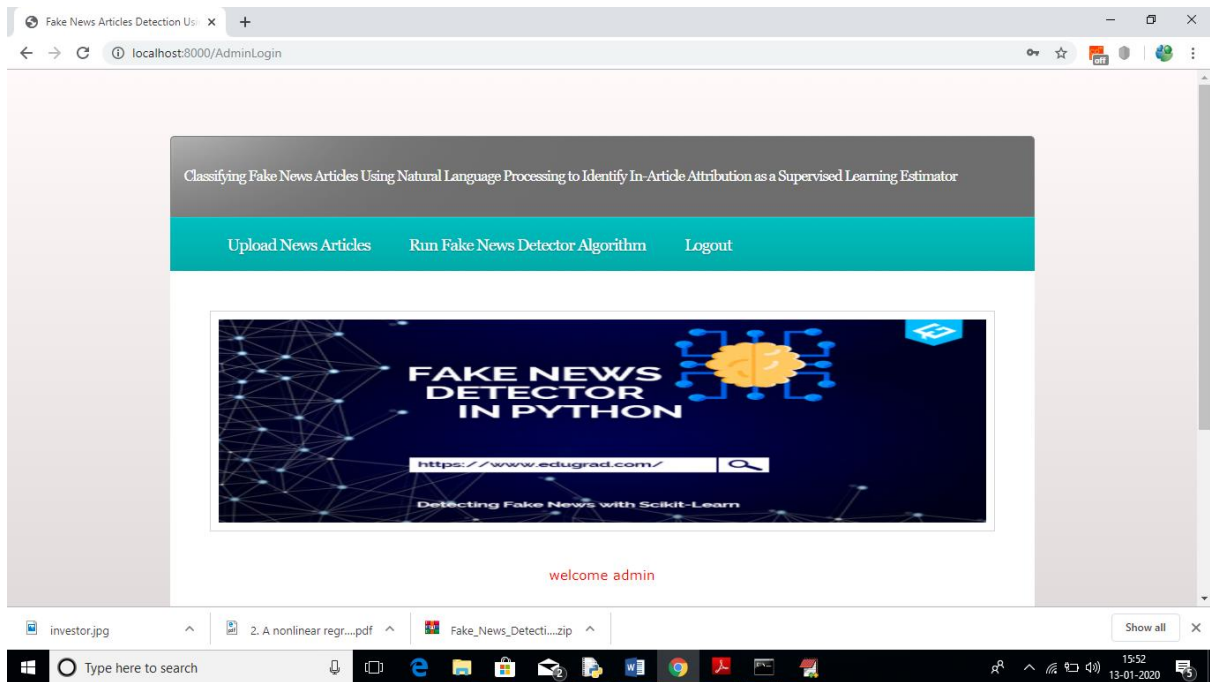 Fake News Articles Detection Us
localhost:8000/AdminLogin
off
Classifying Fake News Articles Using Natural Language Processing to Identify In-Article Attribution as a Supervised Learning Estimator
Upload News Articles Run Fake News Detector Algorithm Logout
FAKE NEWS
DETECTOR
IN PYTHON
https://www.edugrad.com/
Detecting Fake News with Scikit-Learn
welcome admin
investor.jpg 2. A nonlinear regr....pdf Fake_News_Detecti....zip Show all
Type here to search 2 15:52
13-01-2020 5